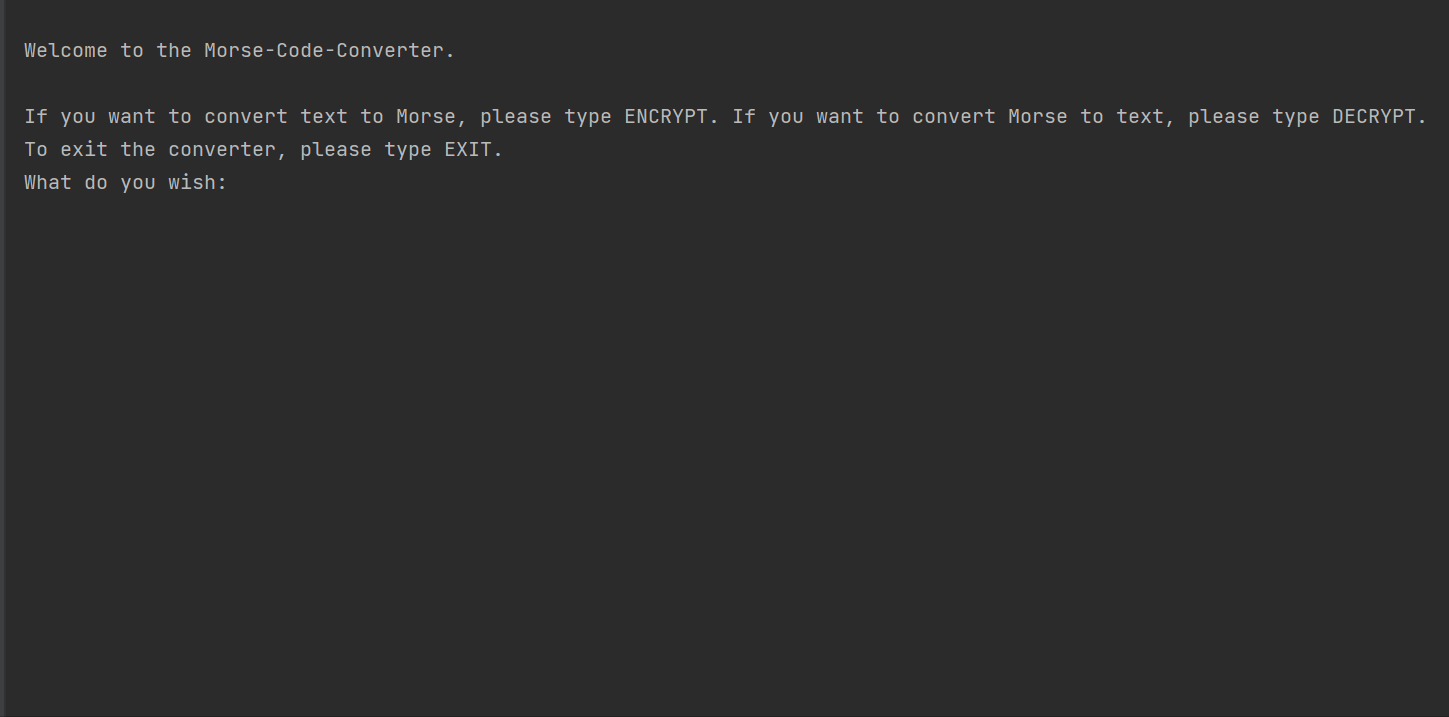 Welcome to the Morse-Code-Converter.
If you want to convert text to Morse, please type ENCRYPT. If you want to convert Morse to text, please type DECRYPT.
To exit the converter, please type EXIT.
What do you wish: